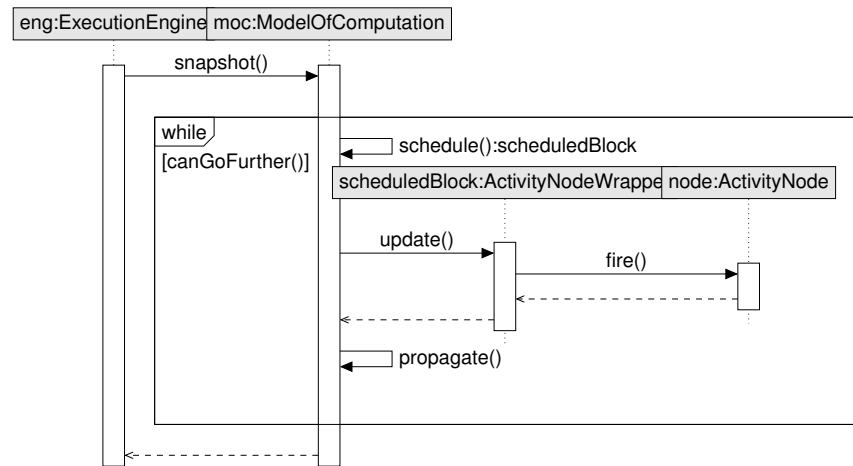 eng:ExecutionEngine
moc:ModelOfComputation
snapshot()
while
[canGoFurther()]
schedule():scheduledBlock
scheduledBlock:ActivityNodeWrappe
node:ActivityNode
update()
fire()
propagate()